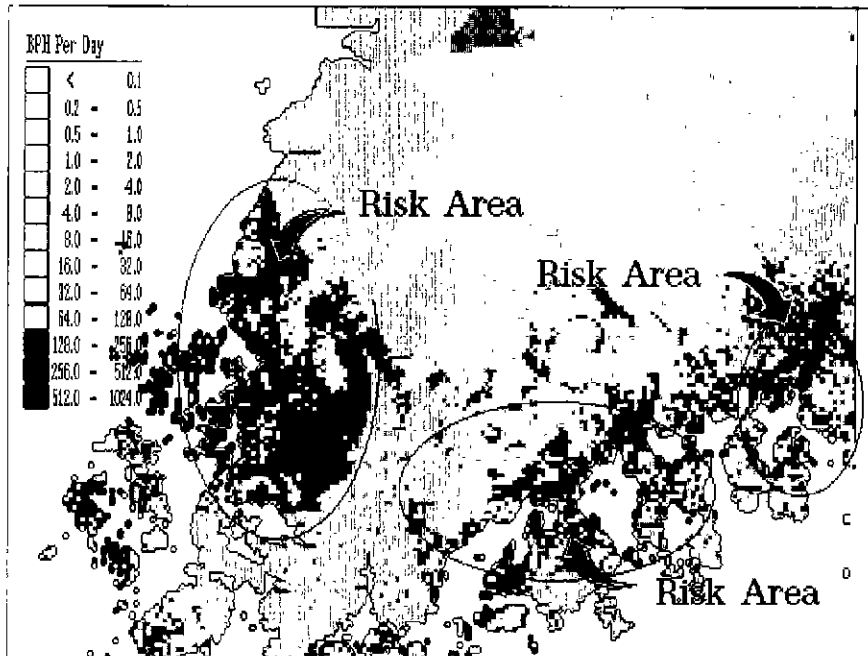 BPH Per Day
< 0.1
0.2 - 0.5
0.5 - 1.0
1.0 - 2.0
2.0 - 4.0
4.0 - 8.0
8.0 - 16.0
16.0 - 32.0
32.0 - 64.0
64.0 - 128.0
128.0 - 256.0
256.0 - 512.0
512.0 - 1024.0
Risk Area
Risk Area
Risk Area